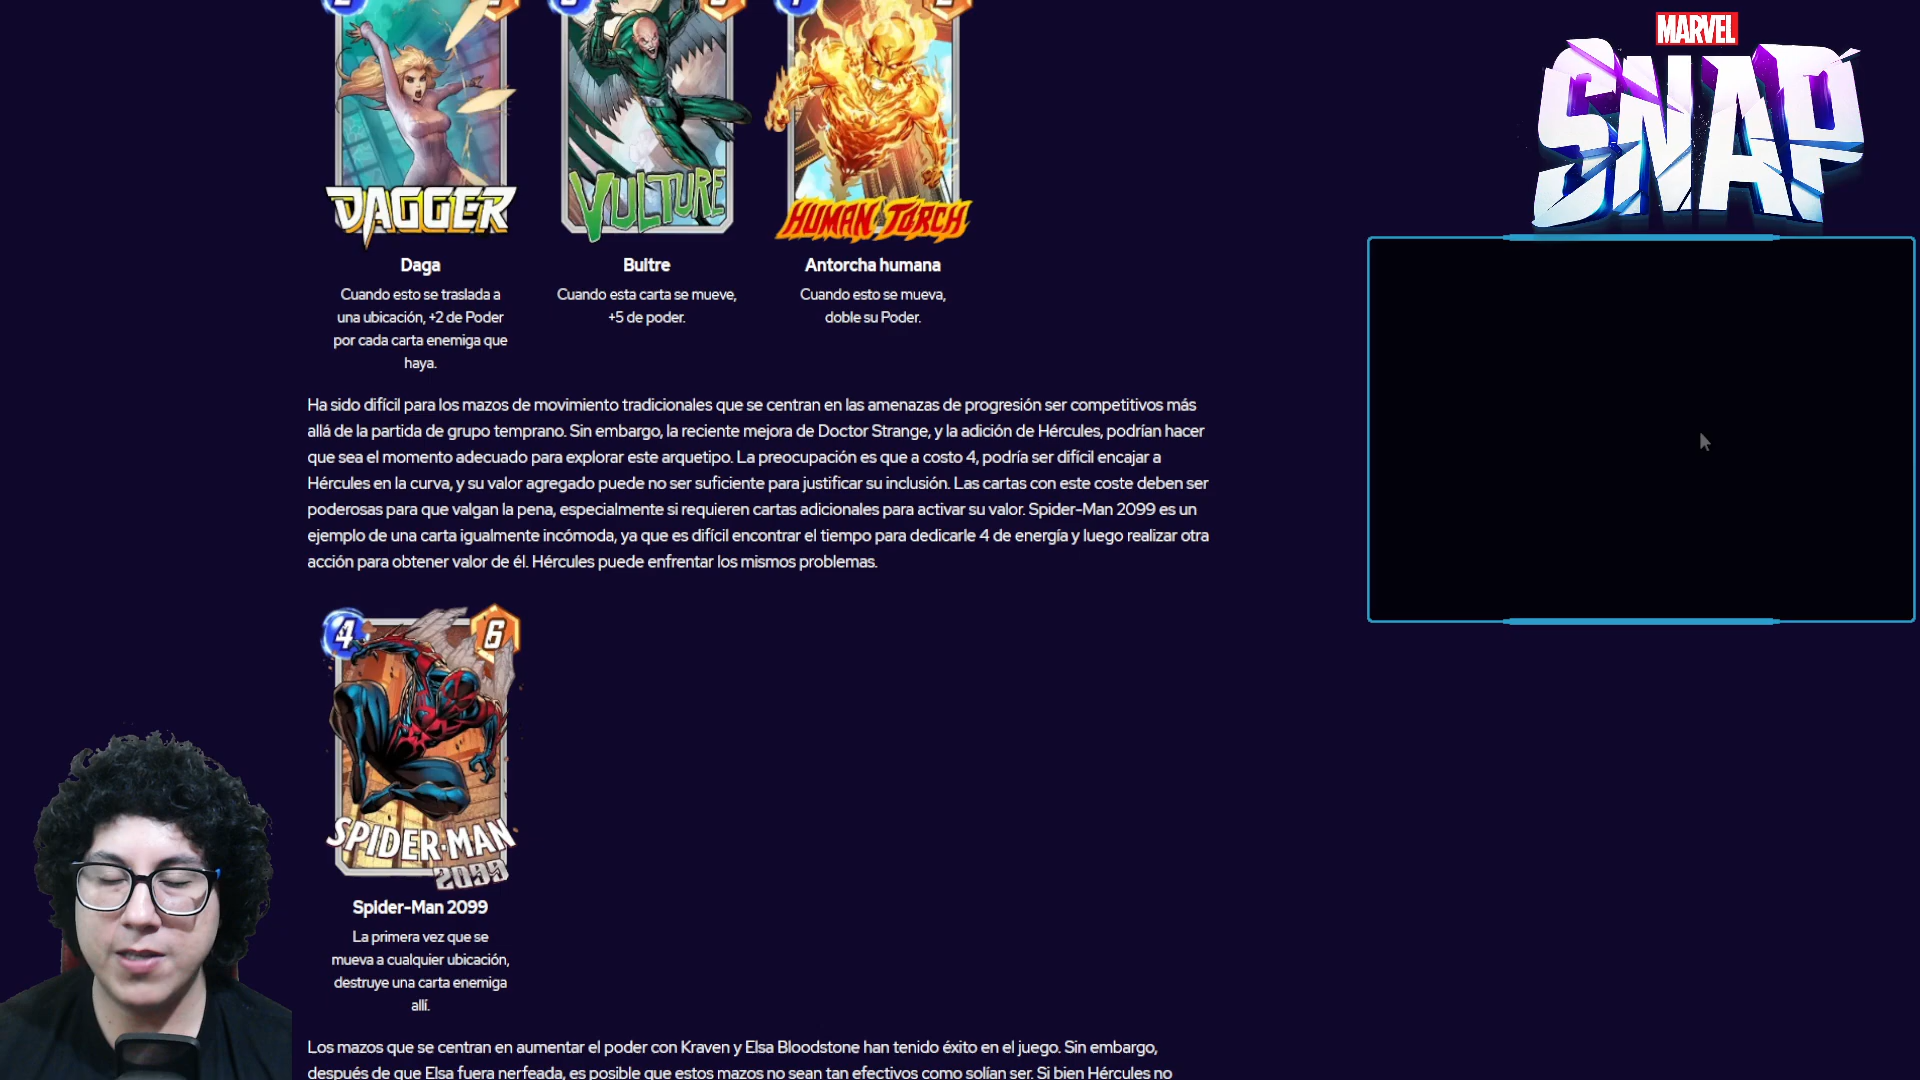 MARVEL
SNAP
DAGGER
VULTURE
HUMAN TORCH
Daga
Buitre
Antorcha humana
Cuando esto se traslada a
una ubicación, +2 de Poder
por cada carta enemiga que
haya.
Cuando esta carta se mueve,
+5 de poder.
Cuando esto se mueva,
doble su Poder.
Ha sido difícil para los mazos de movimiento tradicionales que se centran en las amenazas de progresión ser competitivos más
allá de la partida de grupo temprano. Sin embargo, la reciente mejora de Doctor Strange, y la adición de Hércules, podrían hacer
que sea el momento adecuado para explorar este arquetipo. La preocupación es que a costo 4, podría ser difícil encajar a
Hércules en la curva, y su valor agregado puede no ser suficiente para justificar su inclusión. Las cartas con este coste deben ser
poderosas para que valgan la pena, especialmente si requieren cartas adicionales para activar su valor. Spider-Man 2099 es un
ejemplo de una carta igualmente incómoda, ya que es difícil encontrar el tiempo para dedicarle 4 de energía y luego realizar otra
acción para obtener valor de él. Hércules puede enfrentar los mismos problemas.
4
6
SPIDER-MAN
2099
Spider-Man 2099
La primera vez que se
mueva a cualquier ubicación,
destruye una carta enemiga
allí.
Los mazos que se centran en aumentar el poder con Kraven y Elsa Bloodstone han tenido éxito en el juego. Sin embargo,
después de que Elsa fuera nerfeada, es posible que estos mazos no sean tan efectivos como solían ser. Si bien Hércules no